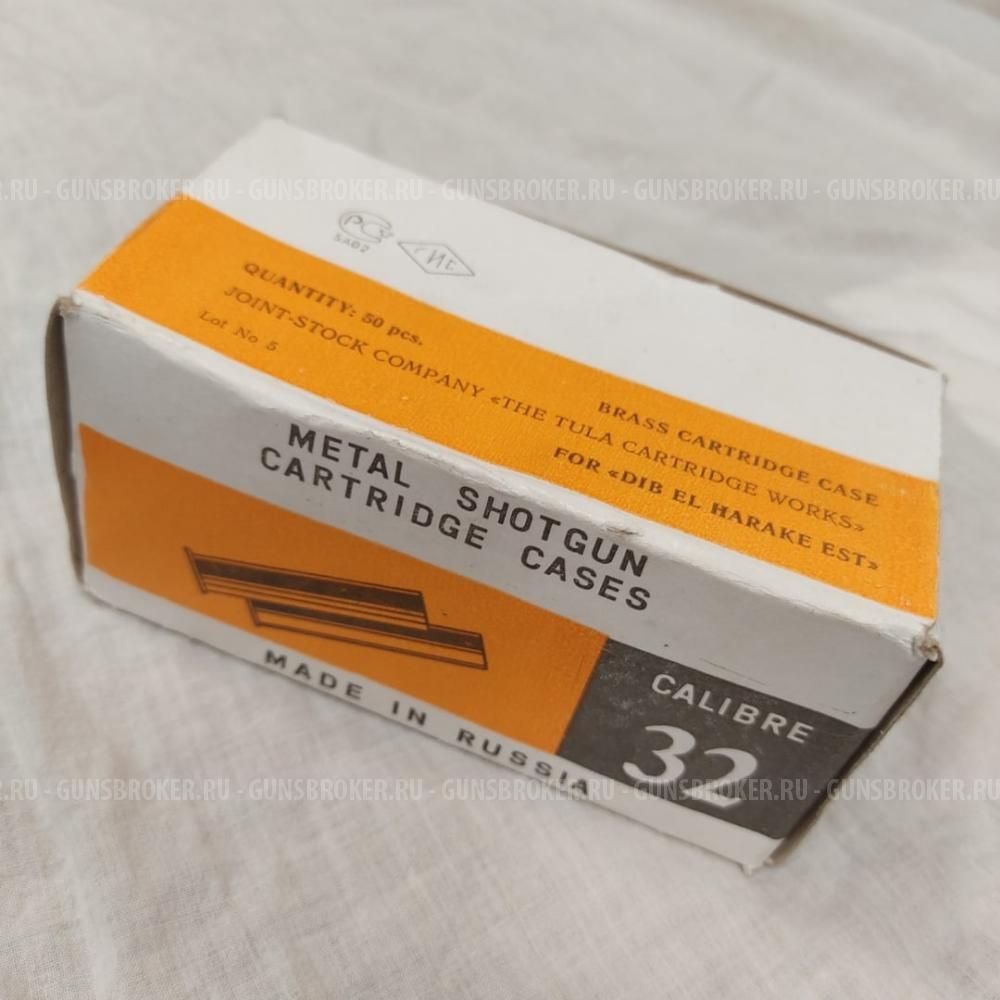 .RU - GUNSBROKER.RU - GUNSBROKER.RU - GUNSBROKER.RU - GUNSBROKER.RU - GUNSBROKER.RU
РС
БА02
QUANTITY: 50 pcs.
BRASS CARTRIDGE CASE
JOINT-STOCK COMPANY «THE TULA CARTRIDGE WORKS»
Lot No 5
FOR «DIB EL HARAKE EST»
METAL SHOTGUN
CARTRIDGE CASES
MADE IN RUSSIA
CALIBRE
32
.RU - GUNSBROKER.RU - GUNSBROKER.RU - GUNSBROKER.RU - GUNSBROKER.RU - GUNSBROKER.RU